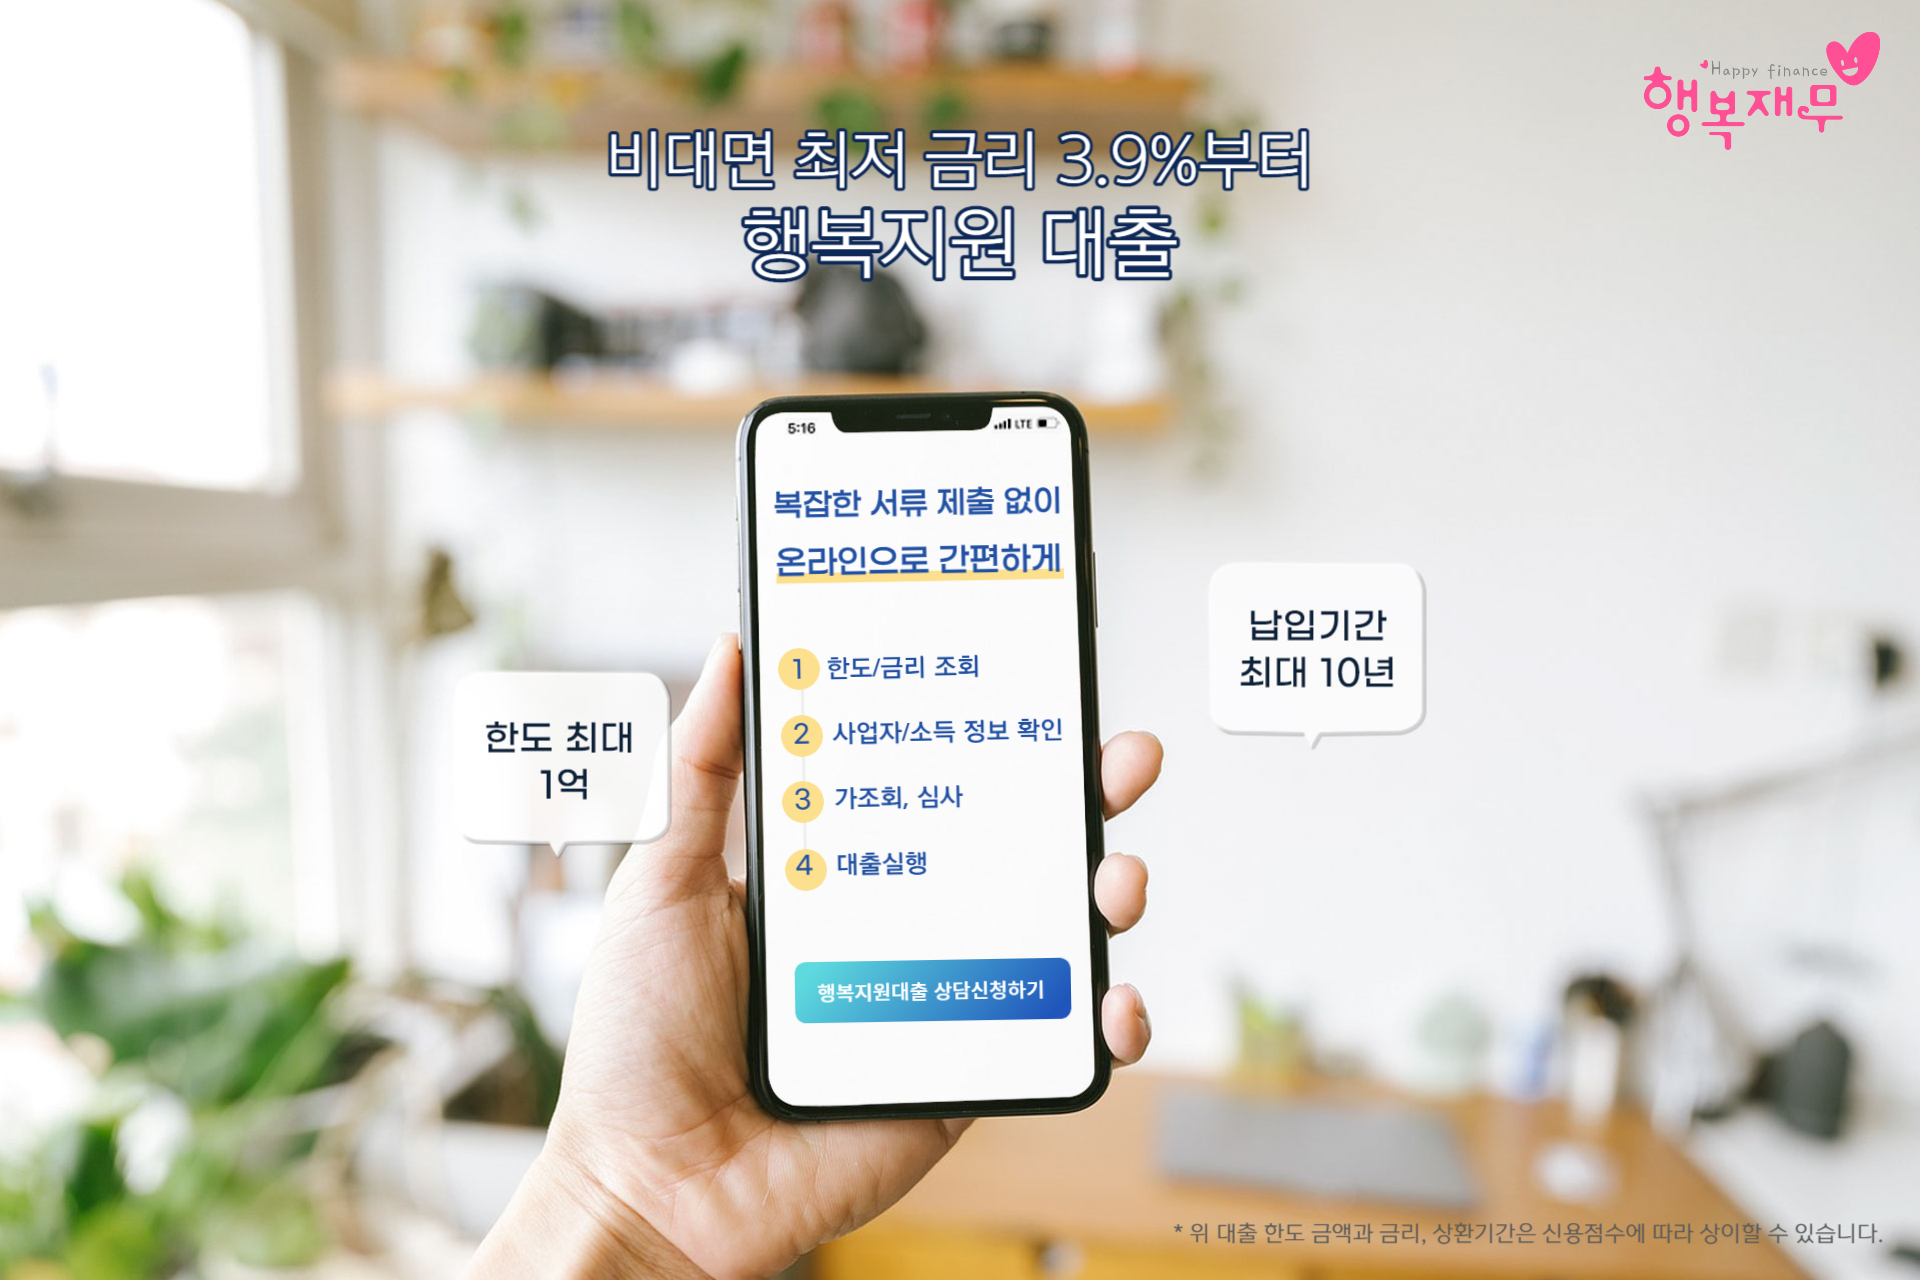 Happy finance
행복재무
비대면 최저 금리 3.9%부터
행복지원 대출
5:16
LTE
복잡한 서류 제출 없이
온라인으로 간편하게
1 한도/금리 조회
2 사업자/소득 정보 확인
3 가조회, 심사
4 대출실행
행복지원대출 상담신청하기
한도 최대
1억
납입기간
최대 10년
* 위 대출 한도 금액과 금리, 상환기간은 신용점수에 따라 상이할 수 있습니다.